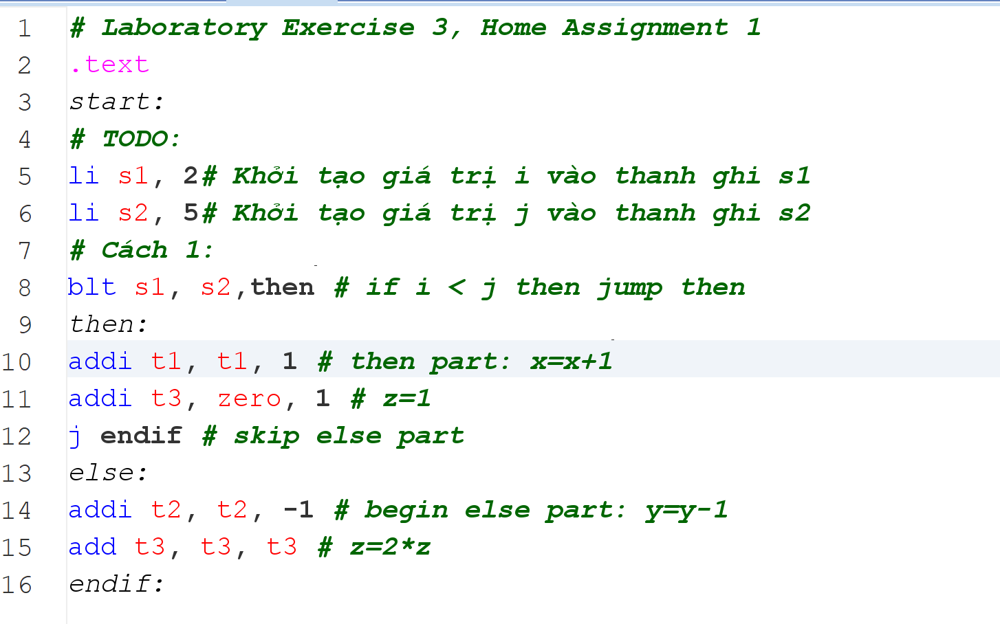 1 # Laboratory Exercise 3, Home Assignment 1
2 .text
3 start:
4 # TODO:
5 li s1, 2# Khởi tạo giá trị i vào thanh ghi s1
6 li s2, 5# Khởi tạo giá trị j vào thanh ghi s2
7 # Cách 1:
8 blt s1, s2,then # if i < j then jump then
9 then:
10 addi t1, t1, 1 # then part: x=x+1
11 addi t3, zero, 1 # z=1
12 j endif # skip else part
13 else:
14 addi t2, t2, -1 # begin else part: y=y-1
15 add t3, t3, t3 # z=2*z
16 endif: